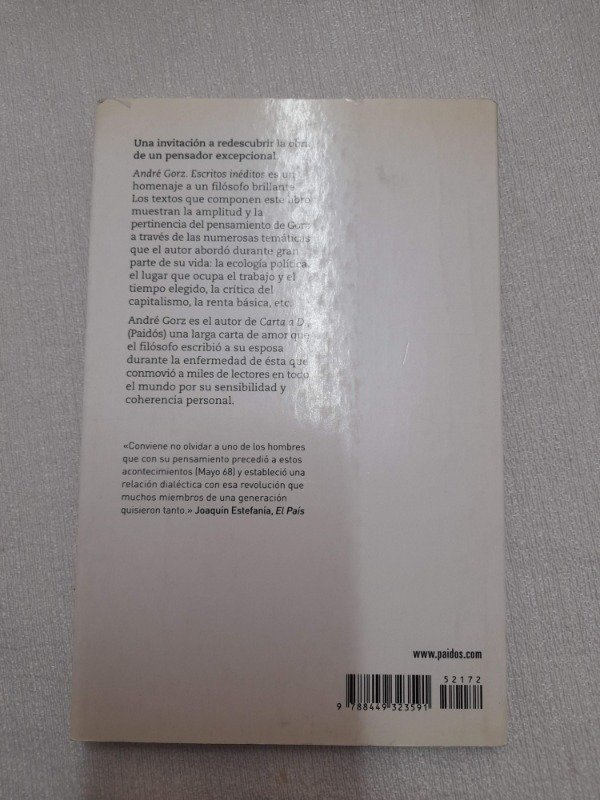 Una invitación a redescubrir la obra
de un pensador excepcional.
André Gorz. Escritos inéditos es un
homenaje a un filósofo brillante.
Los textos que componen este libro
muestran la amplitud y la
pertinencia del pensamiento de Gorz
a través de las numerosas temáticas
que el autor abordó durante gran
parte de su vida: la ecología política,
el lugar que ocupa el trabajo y el
tiempo elegido, la crítica del
capitalismo, la renta básica, etc.
André Gorz es el autor de Carta a D.,
(Paidós) una larga carta de amor que
el filósofo escribió a su esposa
durante la enfermedad de ésta que
conmovió a miles de lectores en todo
el mundo por su sensibilidad y
coherencia personal.
«Conviene no olvidar a uno de los hombres
que con su pensamiento precedió a estos
acontecimientos (Mayo 68) y estableció una
relación dialéctica con esa revolución que
muchos miembros de una generación
quisieron tanto.» Joaquín Estefanía, El País
www.paidos.com
52172
9 788449 323591